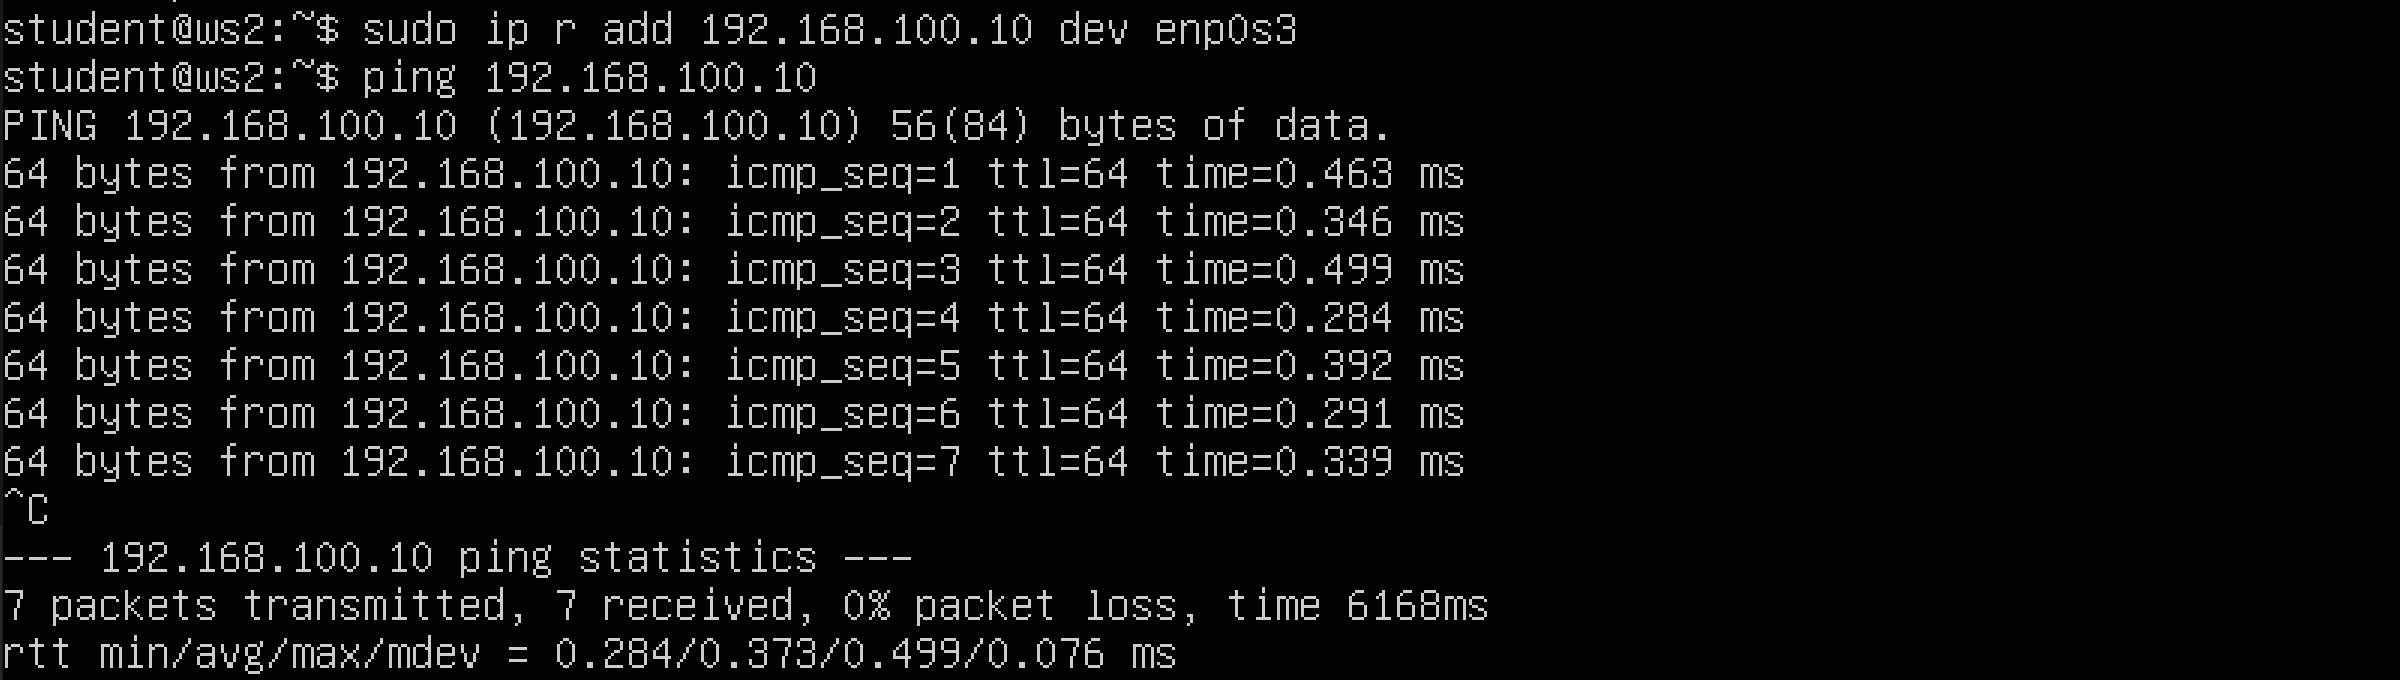 student@ws2:~$ sudo ip r add 192.168.100.10 dev enp0s3
student@ws2:~$ ping 192.168.100.10
PING 192.168.100.10 (192.168.100.10) 56(84) bytes of data.
64 bytes from 192.168.100.10: icmp_seq=1 ttl=64 time=0.463 ms
64 bytes from 192.168.100.10: icmp_seq=2 ttl=64 time=0.346 ms
64 bytes from 192.168.100.10: icmp_seq=3 ttl=64 time=0.499 ms
64 bytes from 192.168.100.10: icmp_seq=4 ttl=64 time=0.284 ms
64 bytes from 192.168.100.10: icmp_seq=5 ttl=64 time=0.392 ms
64 bytes from 192.168.100.10: icmp_seq=6 ttl=64 time=0.291 ms
64 bytes from 192.168.100.10: icmp_seq=7 ttl=64 time=0.339 ms
^C
--- 192.168.100.10 ping statistics ---
7 packets transmitted, 7 received, 0% packet loss, time 6168ms
rtt min/avg/max/mdev = 0.284/0.373/0.499/0.076 ms